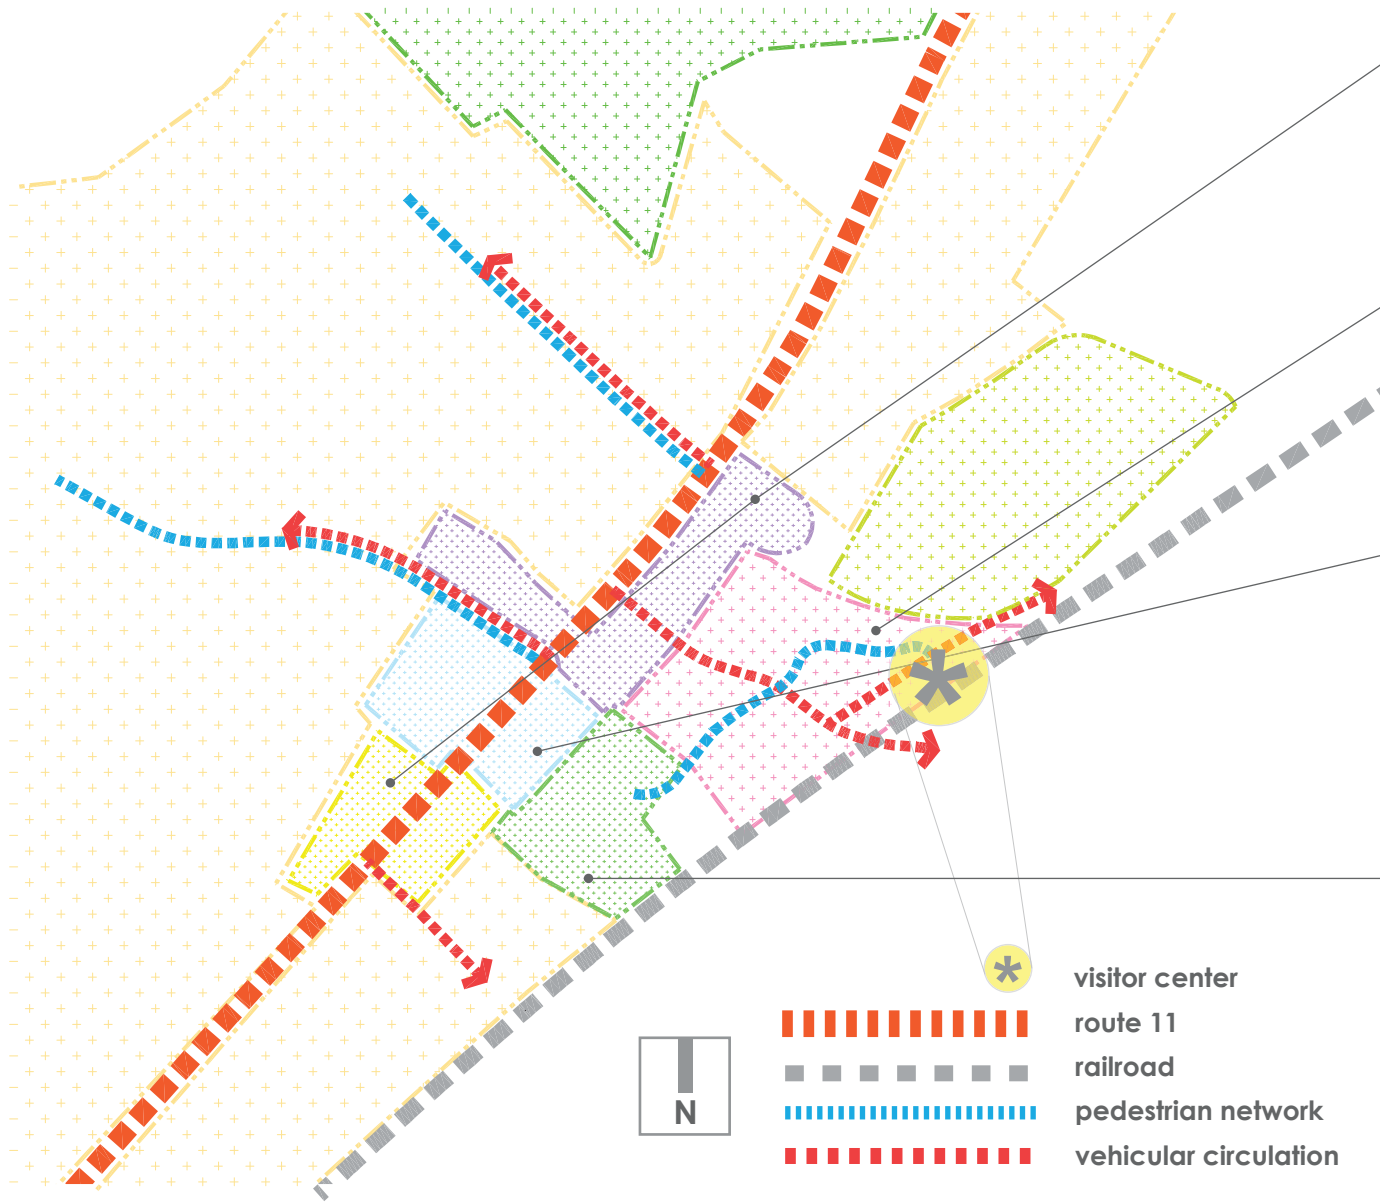 visitor center
route 11
railroad
N
pedestrian network
vehicular circulation